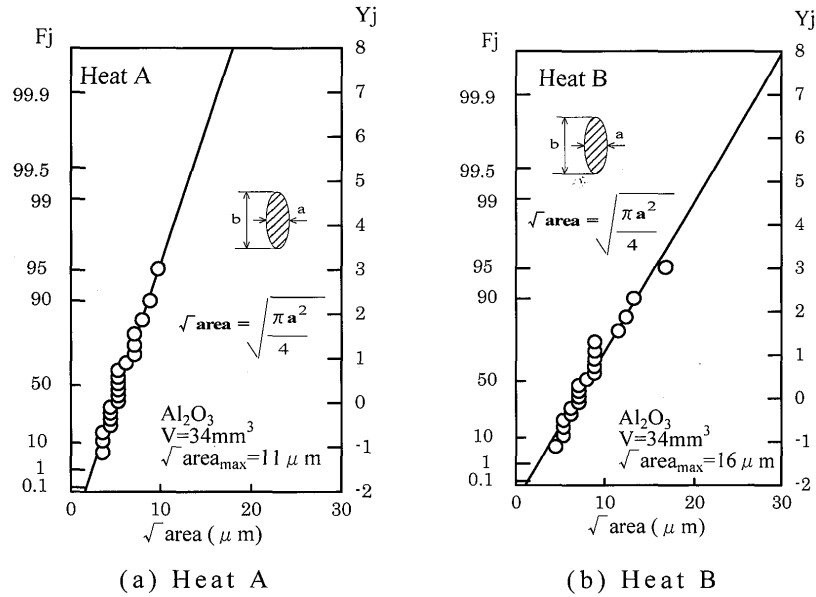 Fj
Yj
Heat A
99.9
99.5
99
95
90
50
10
1
0.1
8
7
6
5
4
3
2
1
0
-1
-2
b
a
√area = √(πa²/4)
Al₂O₃
V=34mm³
√area_max=11 μm
0
10
20
30
√area (μm)
(a) Heat A
Fj
Yj
Heat B
99.9
99.5
99
95
90
50
10
1
0.1
8
7
6
5
4
3
2
1
0
-1
-2
b
a
√area = √(πa²/4)
Al₂O₃
V=34mm³
√area_max=16 μm
0
10
20
30
√area (μm)
(b) Heat B